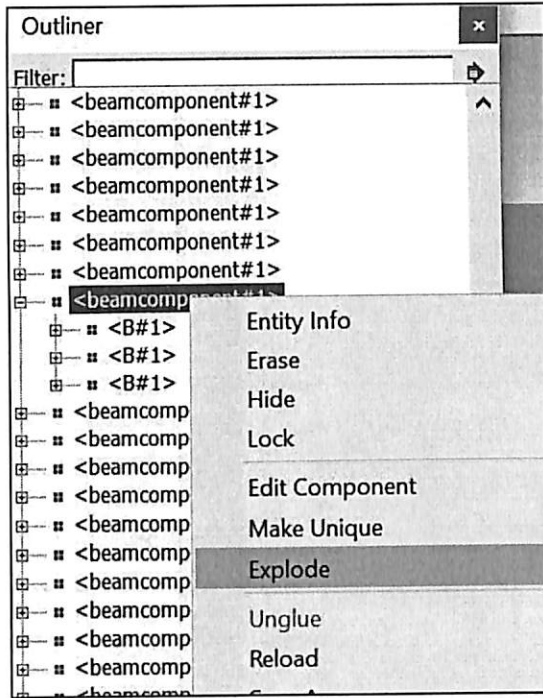 Outliner
Filter:
<beamcomponent#1>
<beamcomponent#1>
<beamcomponent#1>
<beamcomponent#1>
<beamcomponent#1>
<beamcomponent#1>
<beamcomponent#1>
<beamcomponent#1>
<B#1>
<B#1>
<B#1>
<beamcomp
<beamcomp
<beamcomp
<beamcomp
<beamcomp
<beamcomp
<beamcomp
<beamcomp
<beamcomp
<beamcomp
Entity Info
Erase
Hide
Lock
Edit Component
Make Unique
Explode
Unglue
Reload